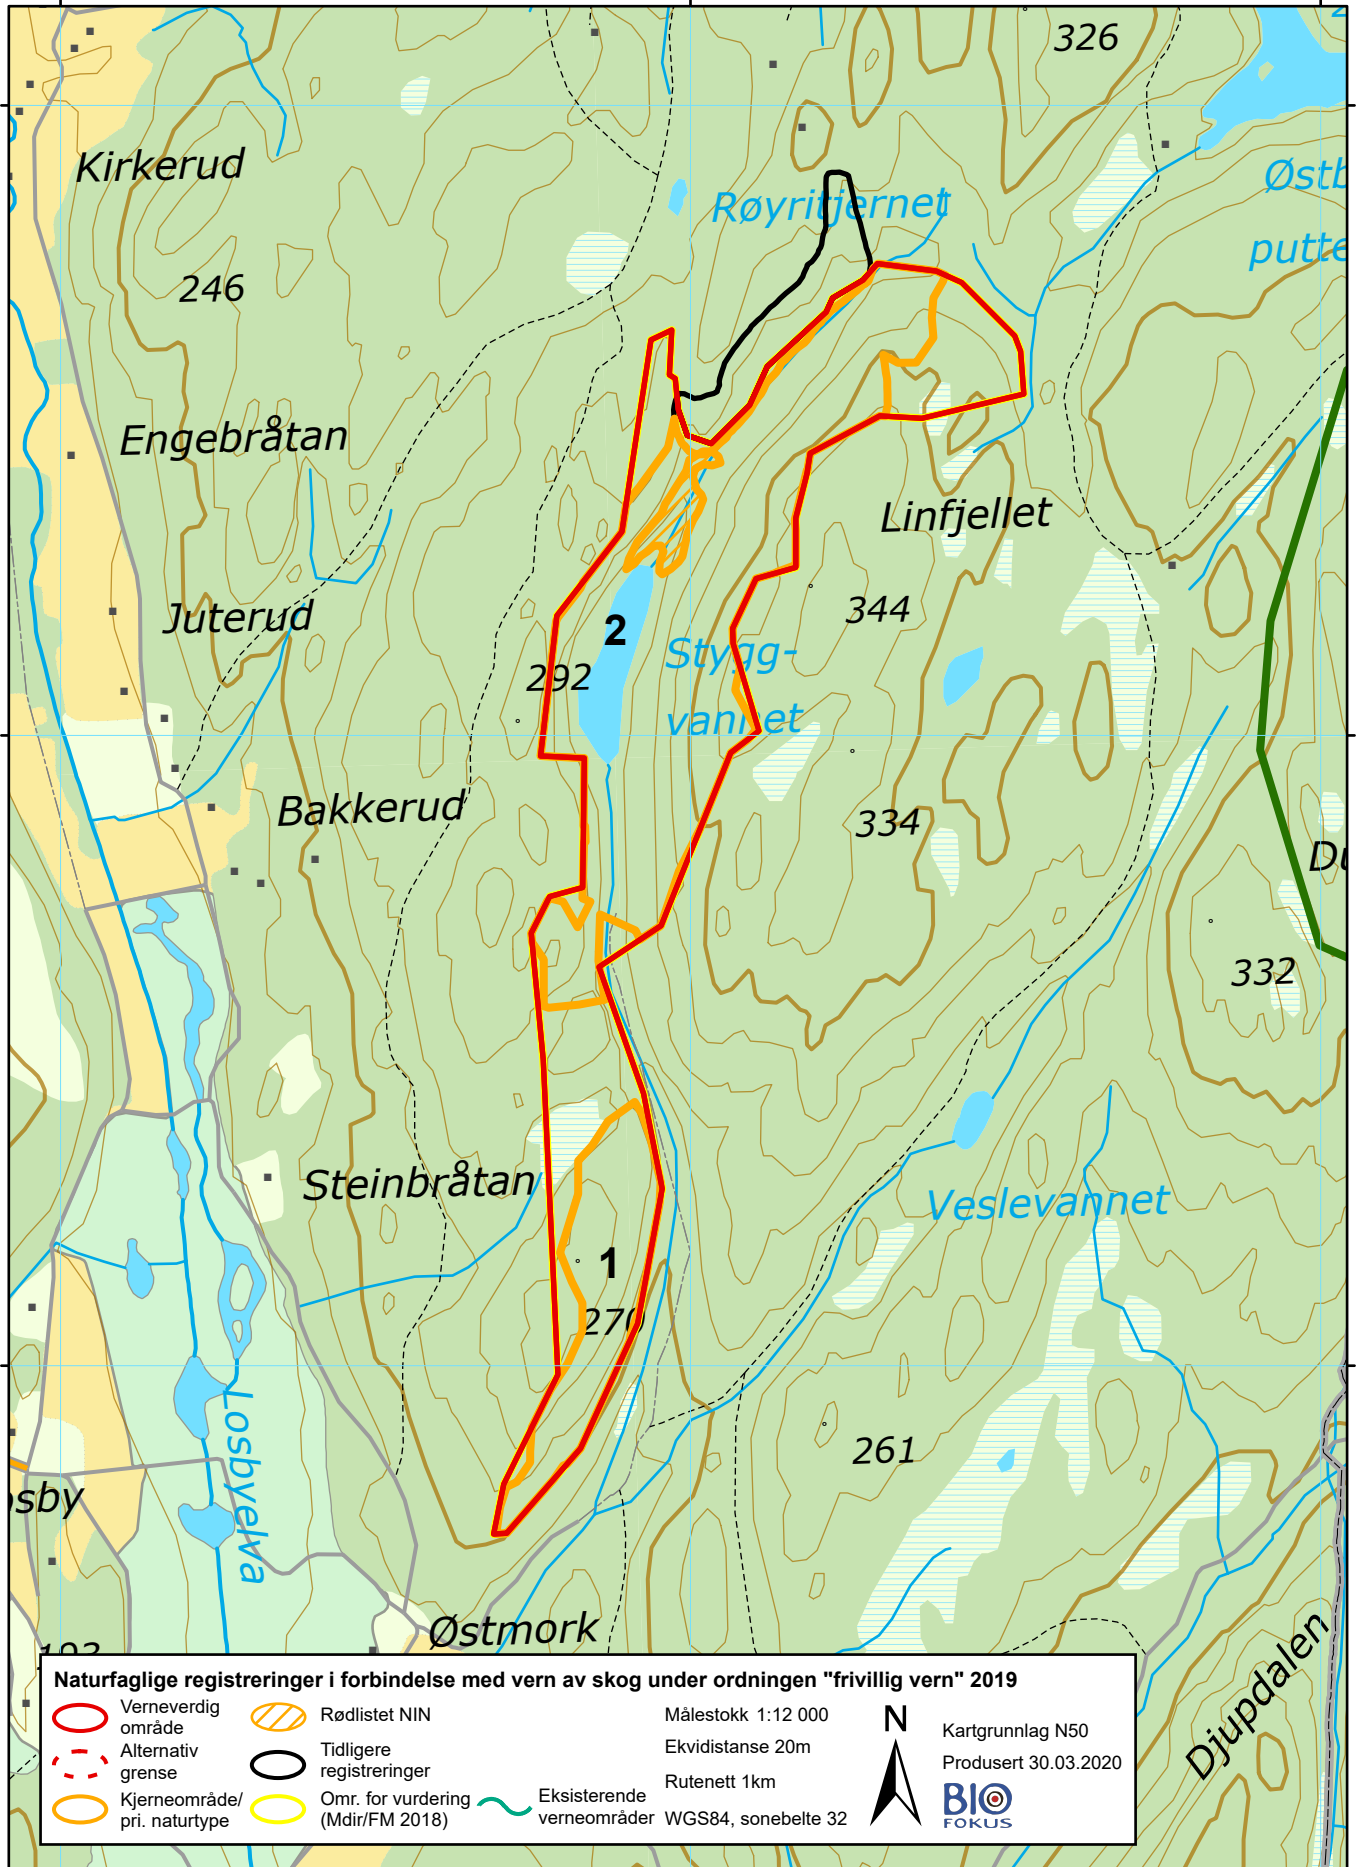 326
Kirkerud
Røyritjernet
Østb
putte
246
Engebråtan
Linfjellet
344
Juterud
2
Stygg-
vannet
292
Bakkerud
334
Du
332
Steinbråtan
Veslevannet
1
270
261
Losbyelva
osby
Østmork
193
Djupdalen
Naturfaglige registreringer i forbindelse med vern av skog under ordningen "frivillig vern" 2019
Verneverdig
område
Alternativ
grense
Kjerneområde/
pri. naturtype
Rødlistet NIN
Tidligere
registreringer
Omr. for vurdering
(Mdir/FM 2018)
Eksisterende
verneområder
Målestokk 1:12 000
Ekvidistanse 20m
Rutenett 1km
WGS84, sonebelte 32
N
Kartgrunnlag N50
Produsert 30.03.2020
BIO
FOKUS